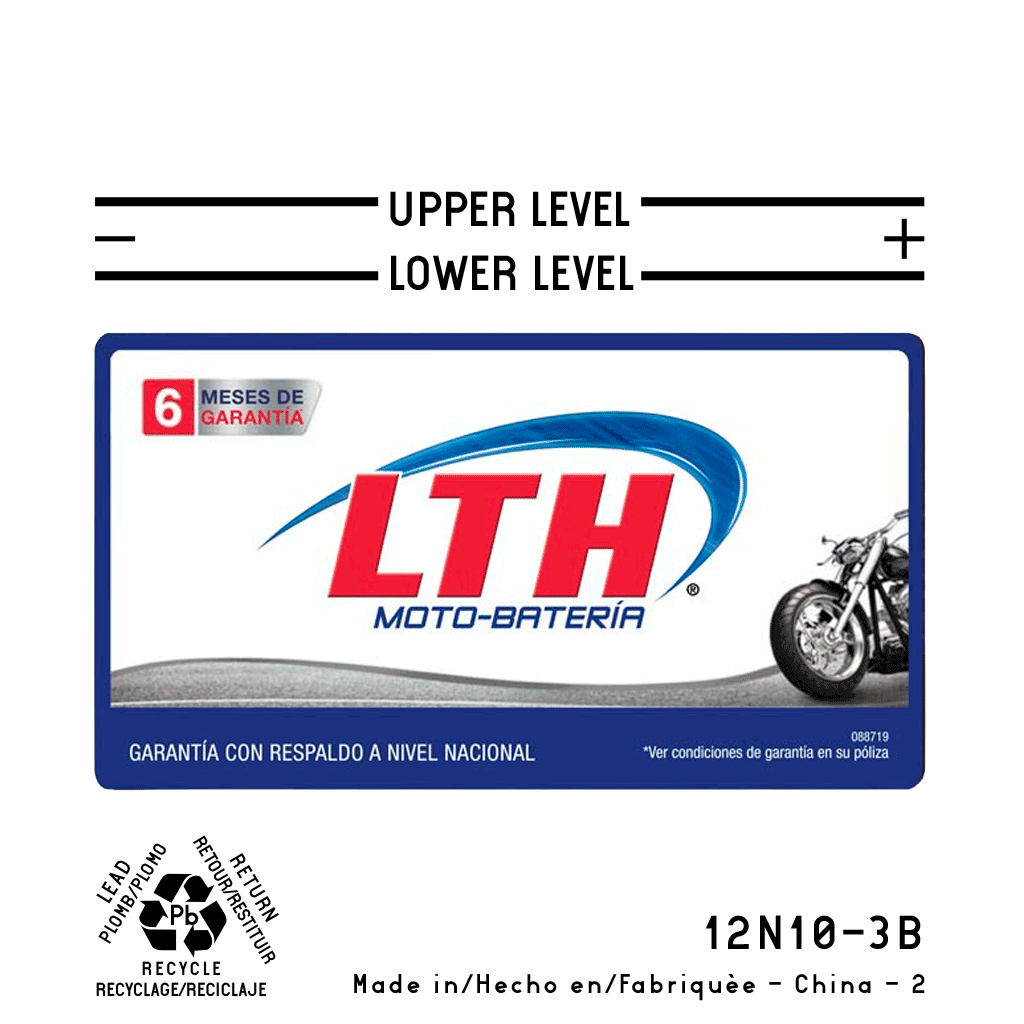 UPPER LEVEL
− +
LOWER LEVEL
6 MESES DE
GARANTÍA
LTH
®
MOTO-BATERÍA
088719
GARANTÍA CON RESPALDO A NIVEL NACIONAL
*Ver condiciones de garantía en su póliza
LEAD
PLOMB/PLOMO
RETURN
RETOUR/RESTITUIR
Pb
RECYCLE
RECYCLAGE/RECICLAJE
12N10-3B
Made in/Hecho en/Fabriquèe - China - 2